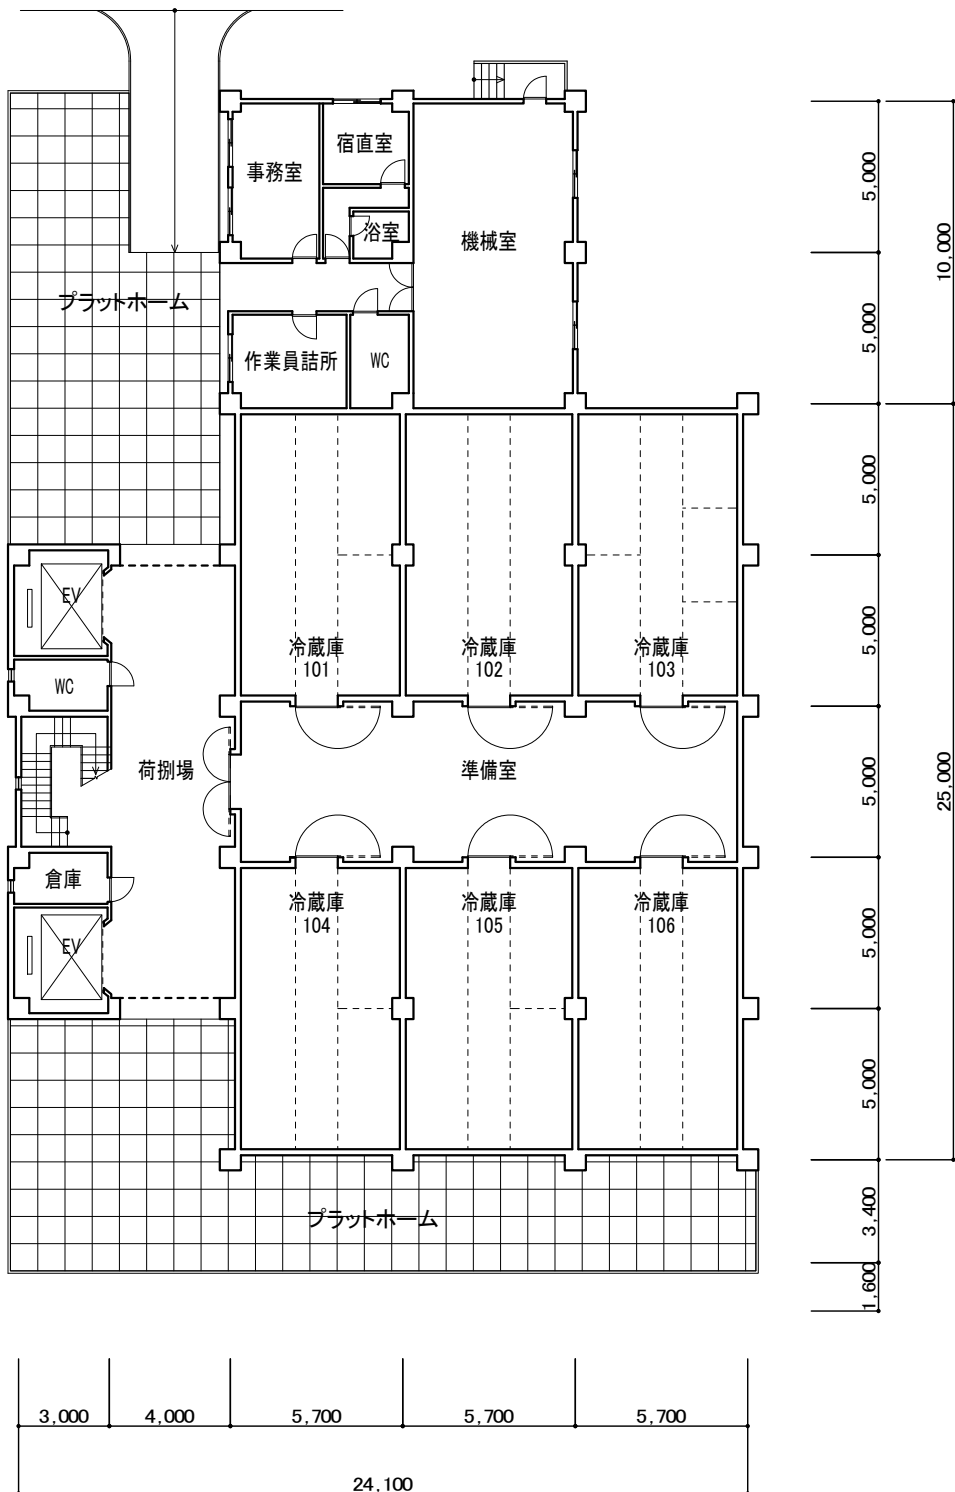 宿直室
事務室
浴室
機械室
プラットホーム
作業員詰所
WC
EV
WC
冷蔵庫
101
冷蔵庫
102
冷蔵庫
103
荷捌場
準備室
倉庫
EV
冷蔵庫
104
冷蔵庫
105
冷蔵庫
106
プラットホーム
5,000
5,000
10,000
5,000
5,000
5,000
5,000
5,000
25,000
3,400
1,600
3,000
4,000
5,700
5,700
5,700
24,100